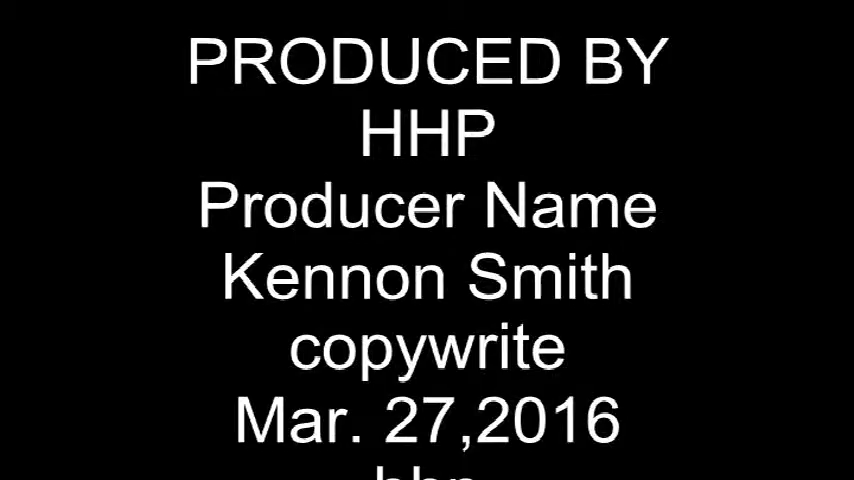 PRODUCED BY
HHP
Producer Name
Kennon Smith
copywrite
Mar. 27,2016